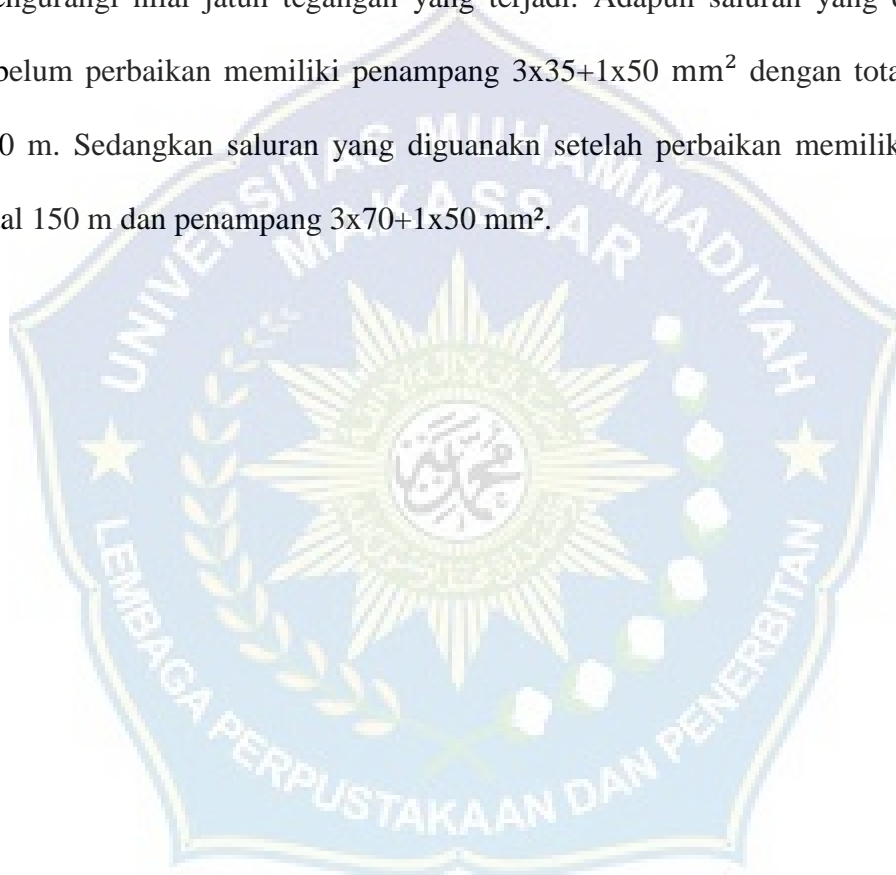 engurangi nilai jatuh tegangan yang terjadi. Adapun saluran yang
belum perbaikan memiliki penampang 3x35+1x50 mm² dengan tota
0 m. Sedangkan saluran yang diguanakn setelah perbaikan memilik
al 150 m dan penampang 3x70+1x50 mm².
UNIVERSITAS MUHAMMADIYAH
MAKASSAR
LEMBAGA PERPUSTAKAAN DAN PENERBITAN